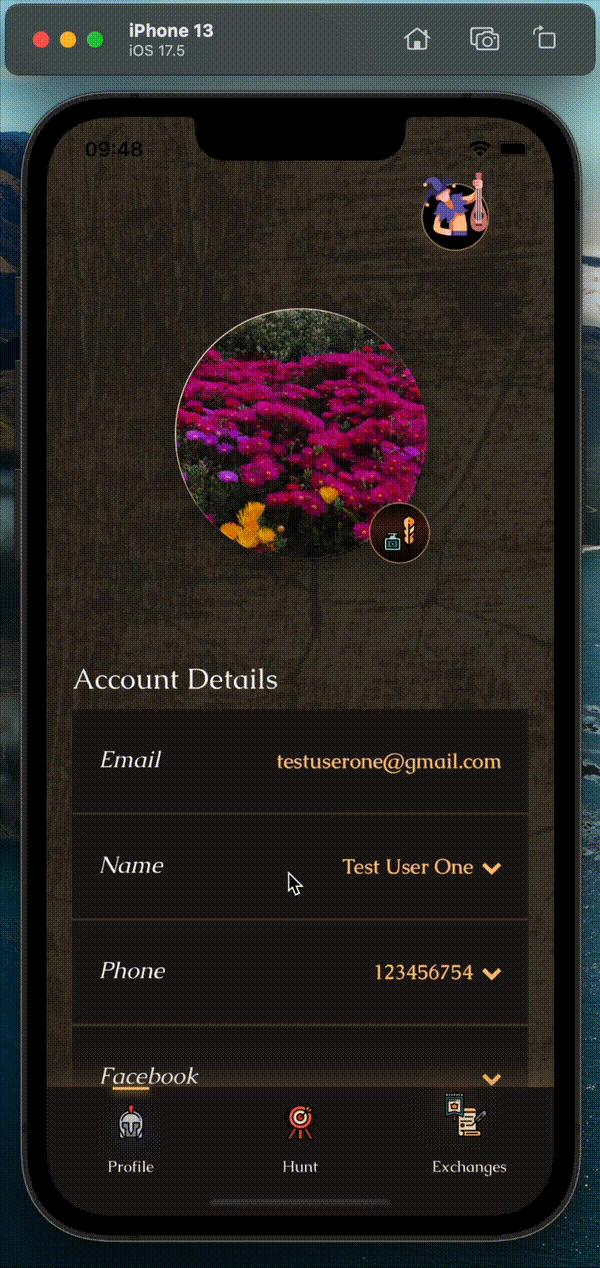 iPhone 13
iOS 17.5
09:48
Account Details
Email testuserone@gmail.com
Name Test User One
Phone 123456754
Facebook
Profile Hunt Exchanges